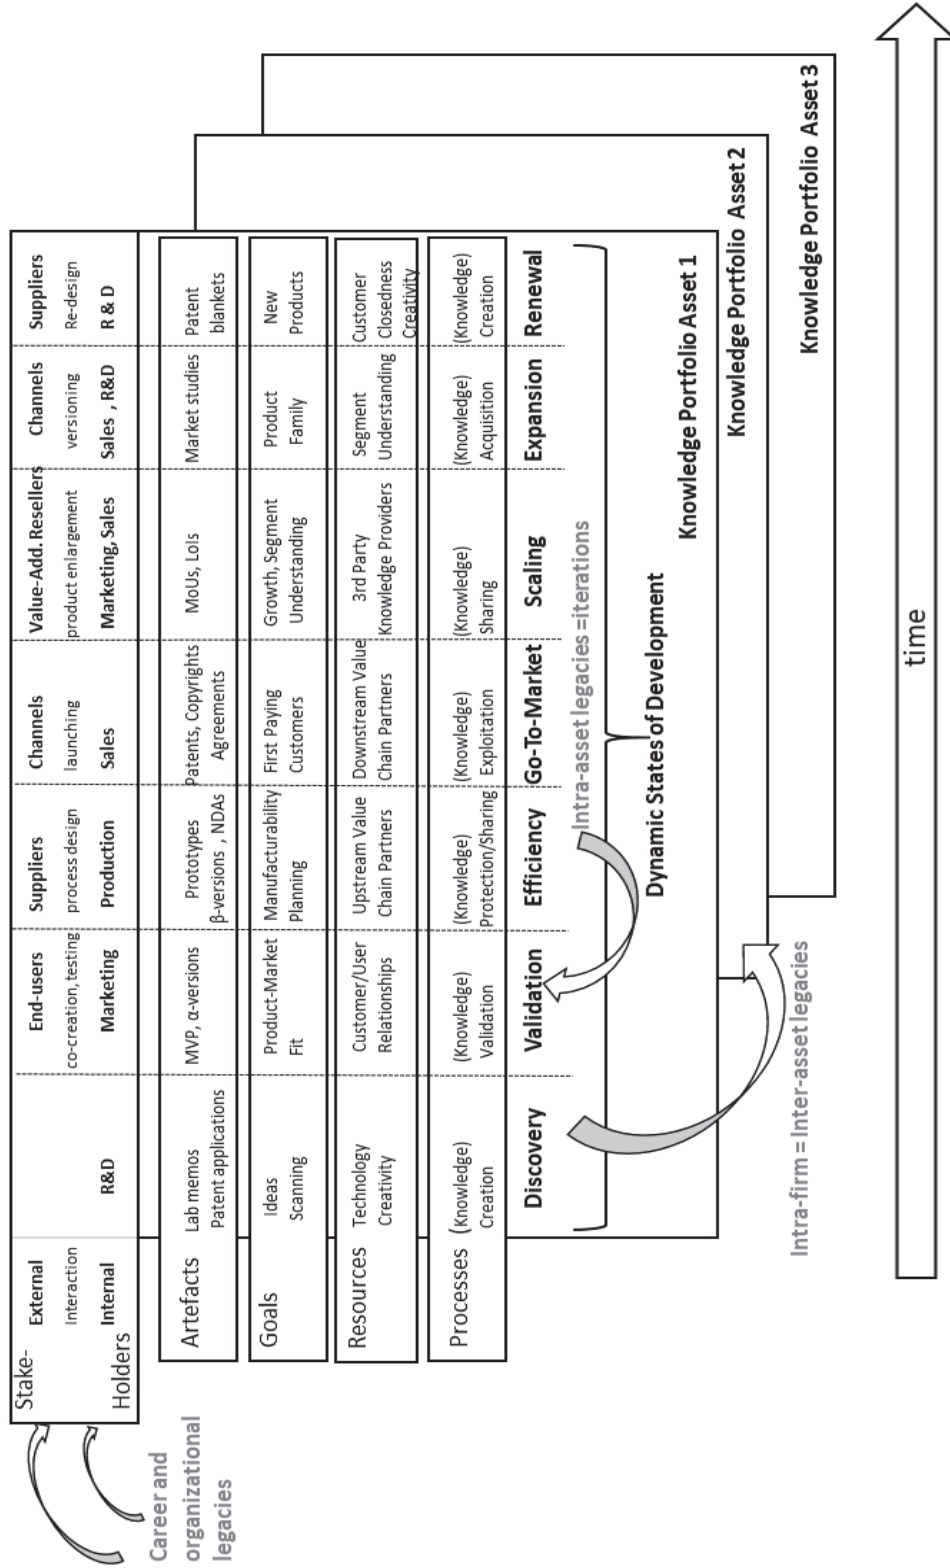 Stake-
Holders
External
Interaction
Internal
R&D
End-users
co-creation, testing
Marketing
Suppliers
process design
Production
Channels
launching
Sales
Value-Add. Resellers
product enlargement
Marketing, Sales
Channels
versioning
Sales , R&D
Suppliers
Re-design
R & D
Artefacts
Lab memos
Patent applications
MVP, α-versions
Prototypes
β-versions , NDAs
Patents, Copyrights
Agreements
MoUs, LoIs
Market studies
Patent
blankets
Goals
Ideas
Scanning
Product-Market
Fit
Manufacturability
Planning
First Paying
Customers
Growth, Segment
Understanding
Product
Family
New
Products
Resources
Technology
Creativity
Customer/User
Relationships
Upstream Value
Chain Partners
Downstream Value
Chain Partners
3rd Party
Knowledge Providers
Segment
Understanding
Customer
Closedness
Creativity
Processes
(Knowledge)
Creation
(Knowledge)
Validation
(Knowledge)
Protection/Sharing
(Knowledge)
Exploitation
(Knowledge)
Sharing
(Knowledge)
Acquisition
(Knowledge)
Creation
Discovery
Validation
Efficiency
Go-To-Market
Scaling
Expansion
Renewal
Career and
organizational
legacies
Intra-asset legacies =iterations
Dynamic States of Development
Knowledge Portfolio Asset 1
Knowledge Portfolio Asset 2
Intra-firm = Inter-asset legacies
Knowledge Portfolio Asset 3
time